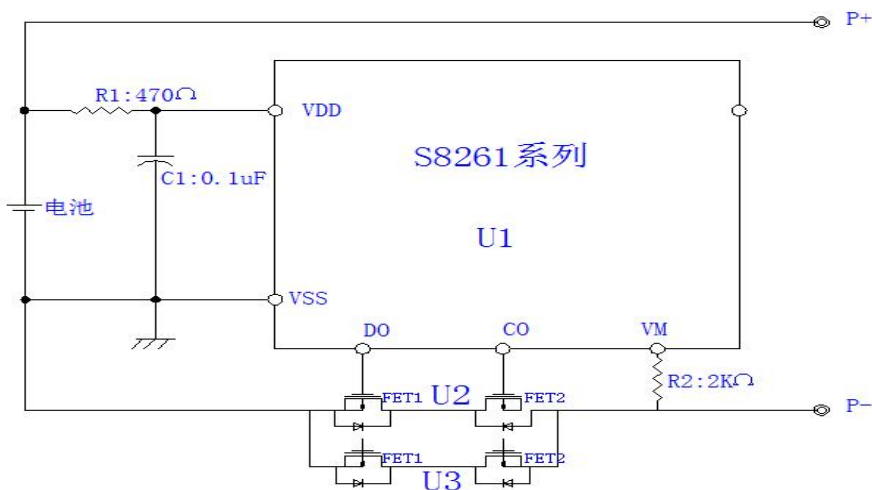 P+
R1:470Ω
VDD
S8261系列
C1:0.1uF
电池
U1
VSS
DO
CO
VM
R2:2KΩ
FET1
U2
FET2
P-
FET1
U3
FET2